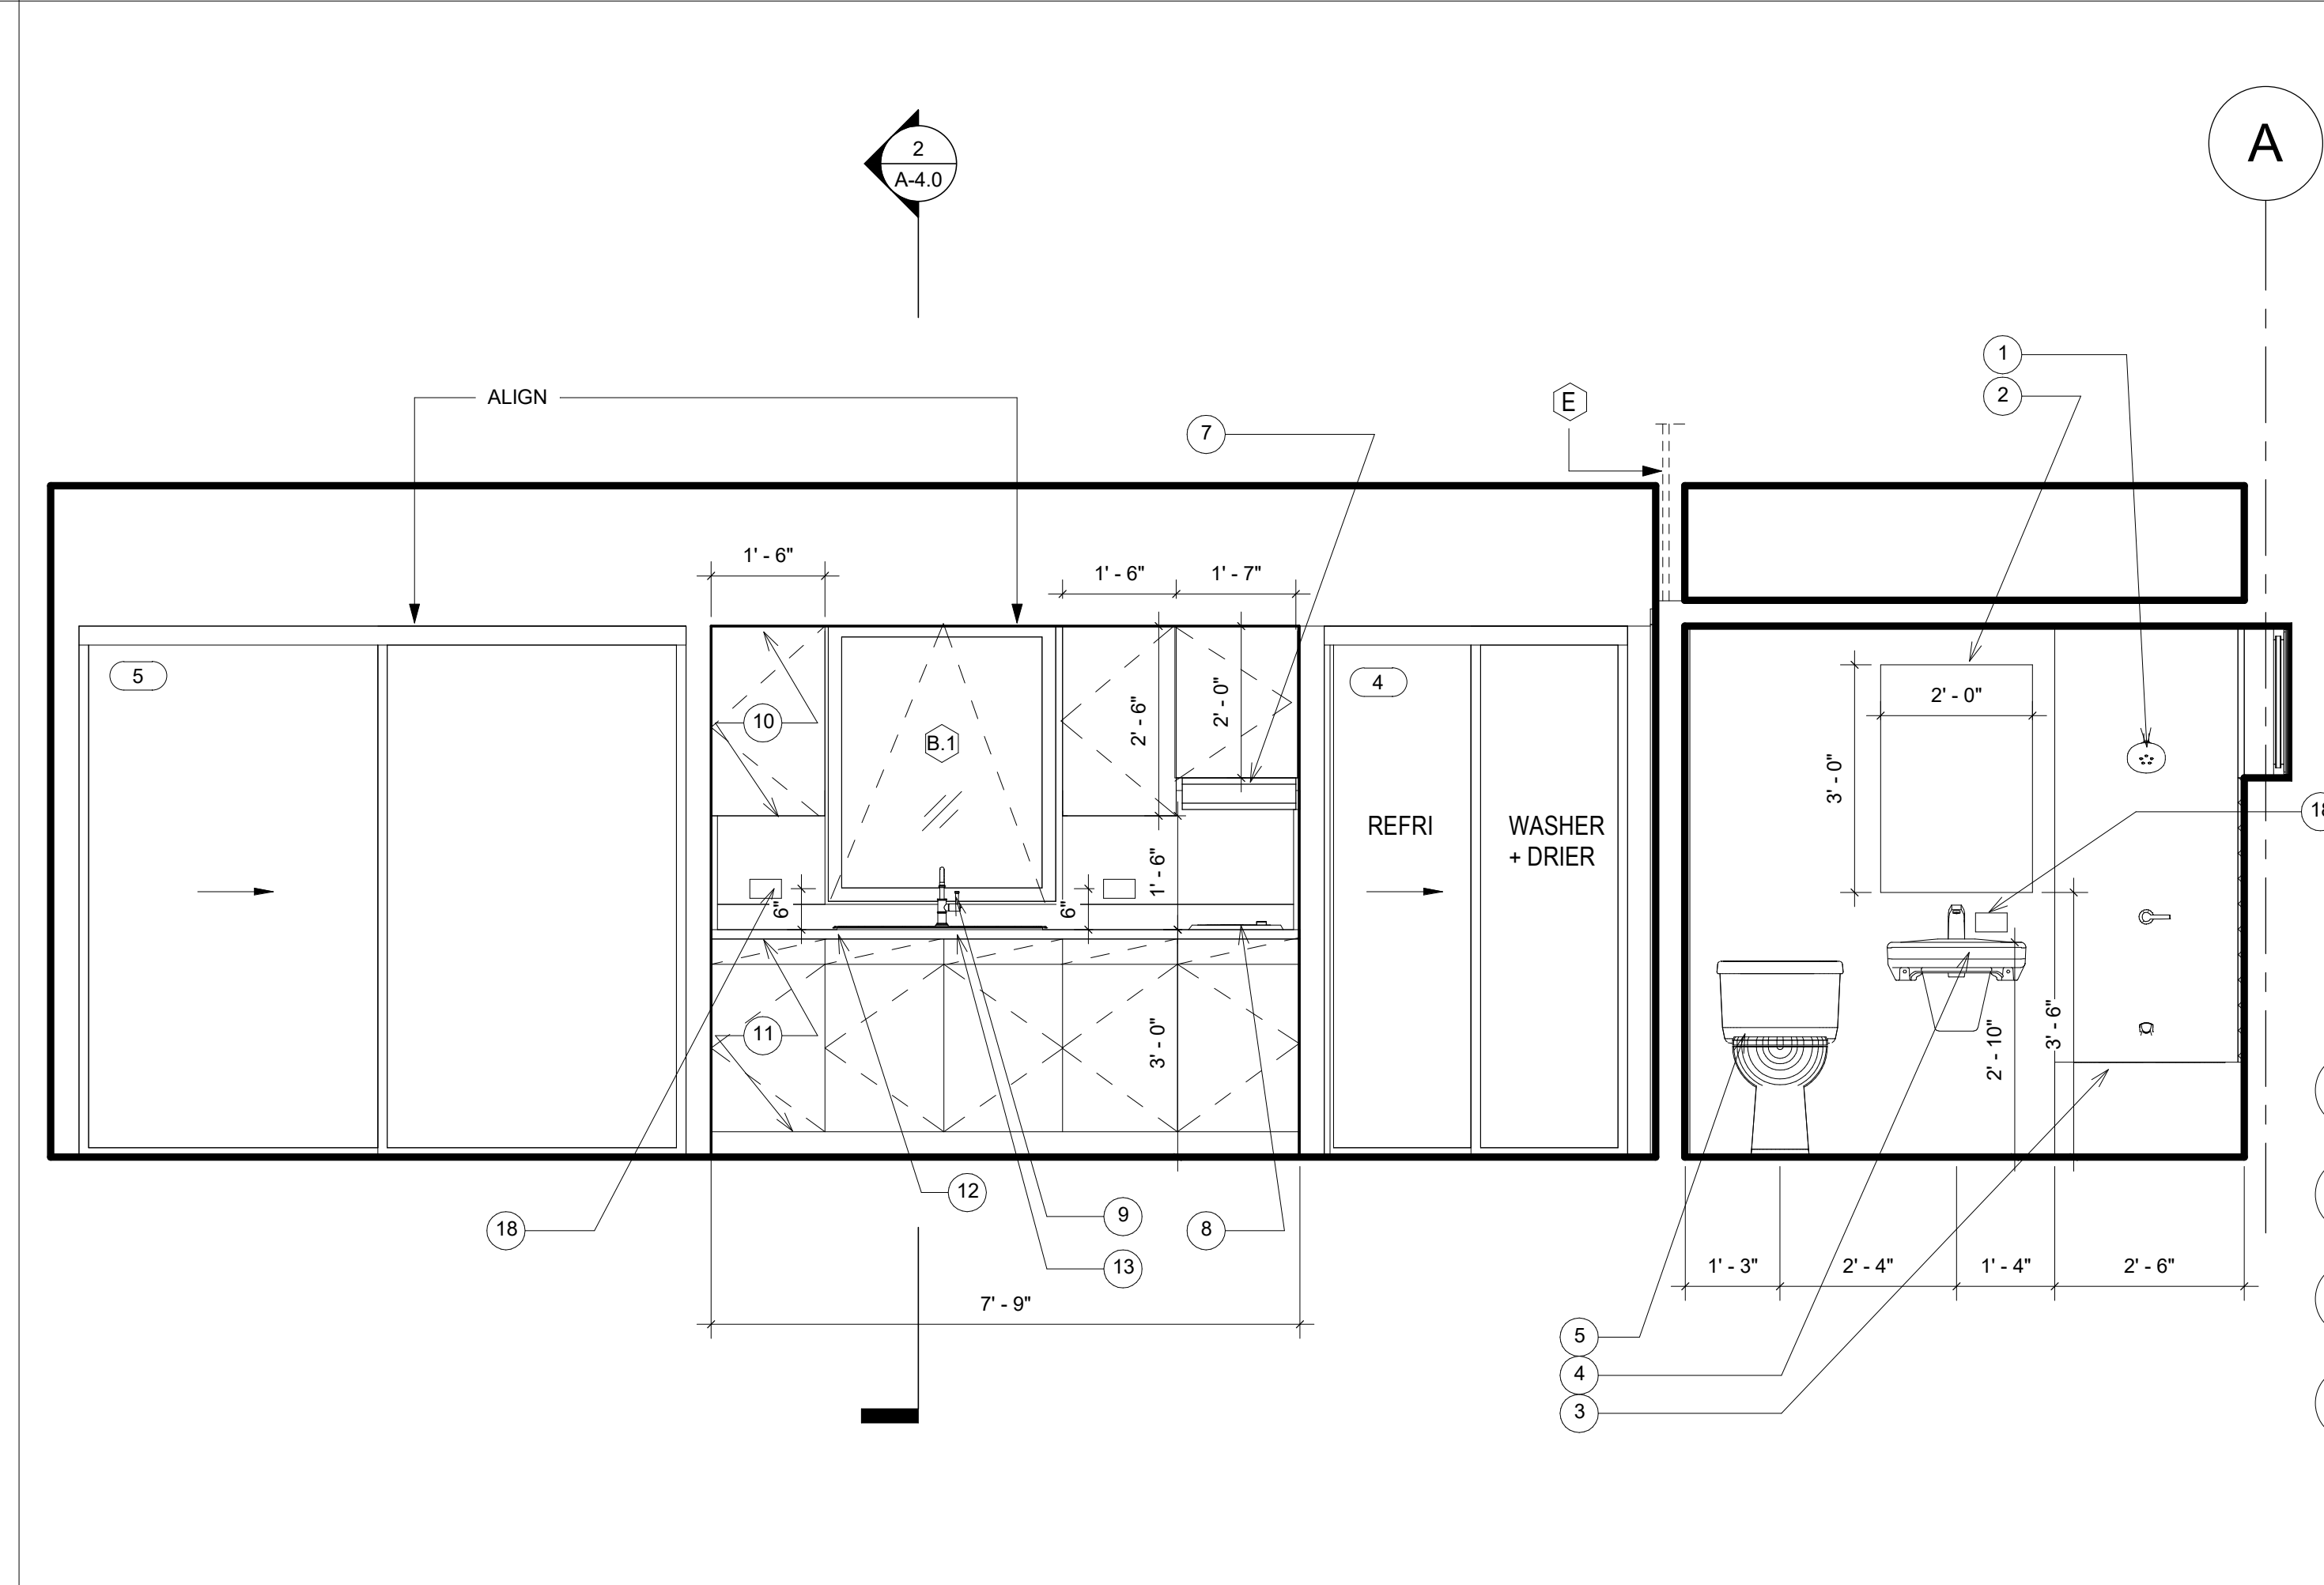 2
A-4.0
A
1
2
ALIGN
E
7
1' - 6"
1' - 6"
1' - 7"
5
4
10
B.1
2' - 6"
2' - 0"
2' - 0"
3' - 0"
REFRI
WASHER
+ DRIER
18
6"
6"
1' - 6"
11
3' - 0"
2' - 10"
3' - 6"
12
18
9
8
13
1' - 3"
2' - 4"
1' - 4"
2' - 6"
7' - 9"
5
4
3